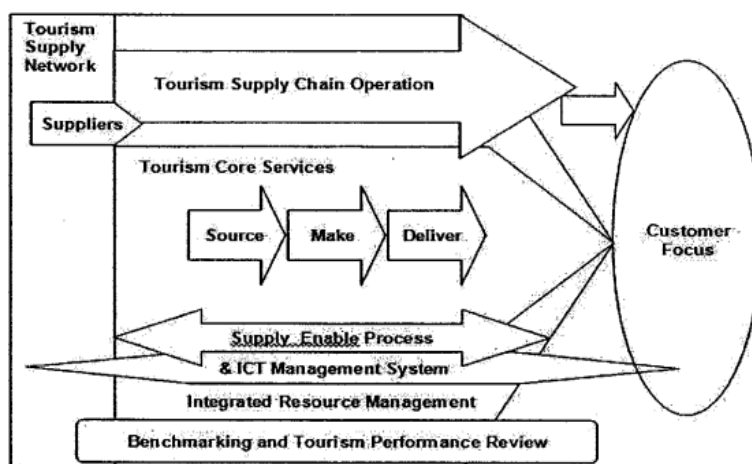 Tourism
Supply
Network
Tourism Supply Chain Operation
Suppliers
Tourism Core Services
Source
Make
Deliver
Customer
Focus
Supply Enable Process
& ICT Management System
Integrated Resource Management
Benchmarking and Tourism Performance Review